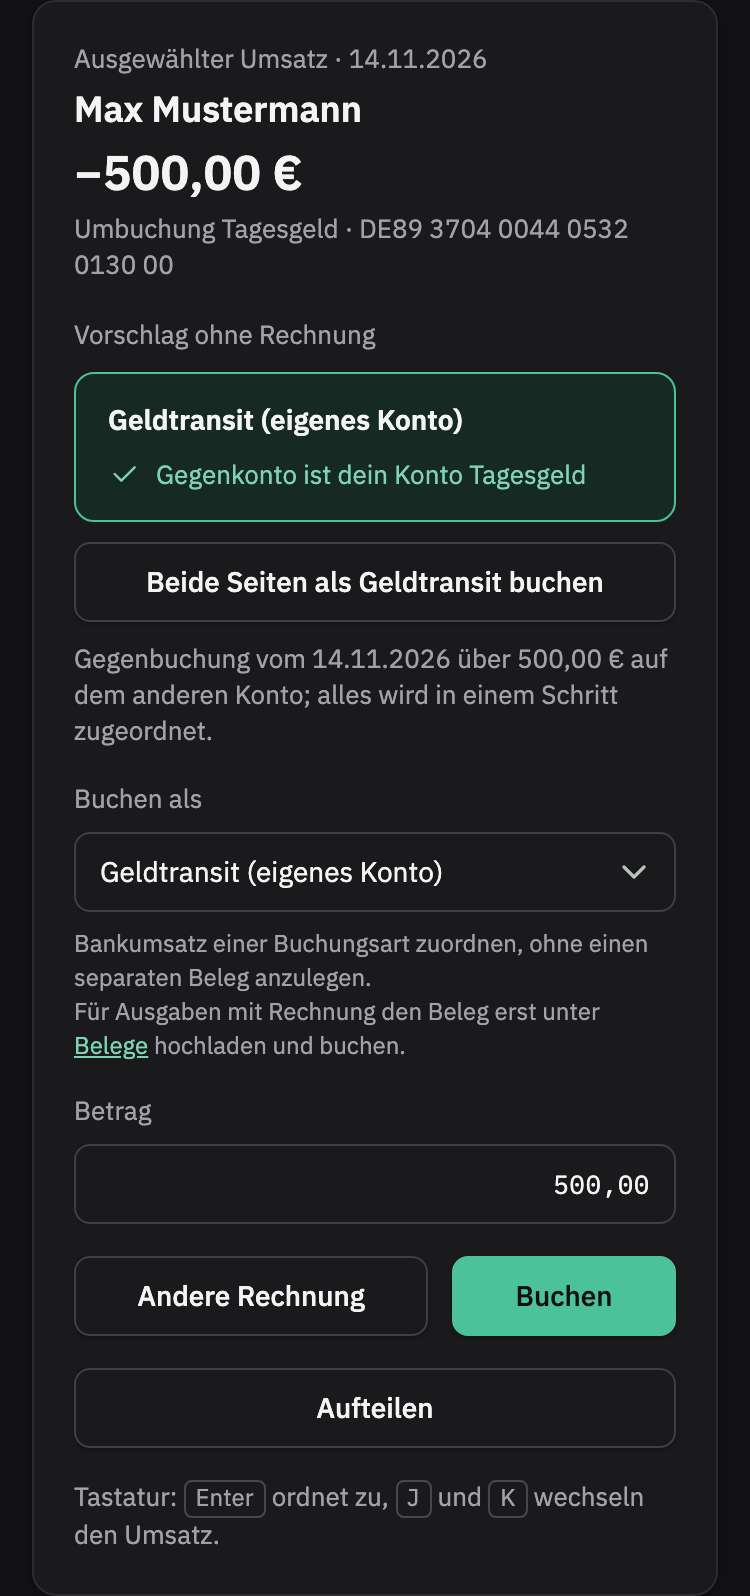 Ausgewählter Umsatz · 14.11.2026
Max Mustermann
−500,00 €
Umbuchung Tagesgeld · DE89 3704 0044 0532
0130 00
Vorschlag ohne Rechnung
Geldtransit (eigenes Konto)
✓ Gegenkonto ist dein Konto Tagesgeld
Beide Seiten als Geldtransit buchen
Gegenbuchung vom 14.11.2026 über 500,00 € auf
dem anderen Konto; alles wird in einem Schritt
zugeordnet.
Buchen als
Geldtransit (eigenes Konto)
Bankumsatz einer Buchungsart zuordnen, ohne einen
separaten Beleg anzulegen.
Für Ausgaben mit Rechnung den Beleg erst unter
Belege hochladen und buchen.
Betrag
500,00
Andere Rechnung
Buchen
Aufteilen
Tastatur: Enter ordnet zu, J und K wechseln
den Umsatz.